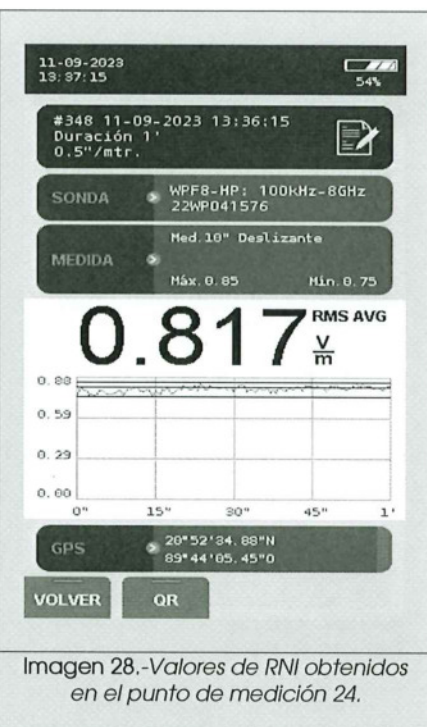 11-09-2023
13:37:15
54%
#348 11-09-2023 13:36:15
Duración 1'
0.5"/mtr.
SONDA
WPF8-HP: 100kHz-8GHz
22WP041576
MEDIDA
Med.10" Deslizante
Máx.0.85 Mín.0.75
0.817 RMS AVG
V/m
0.88
0.59
0.29
0.00
0" 15" 30" 45" 1'
GPS
20°52'34.88"N
89°44'05.45"O
VOLVER QR
Imagen 28.-Valores de RNI obtenidos
en el punto de medición 24.